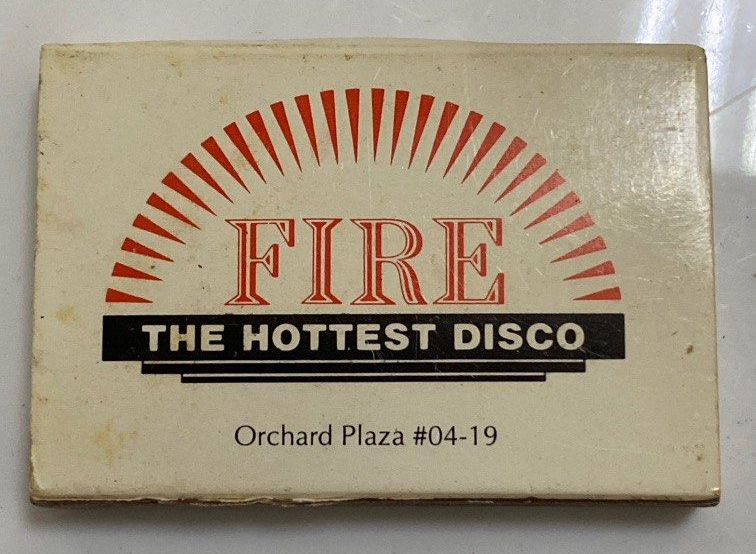 FIRE
THE HOTTEST DISCO
Orchard Plaza #04-19